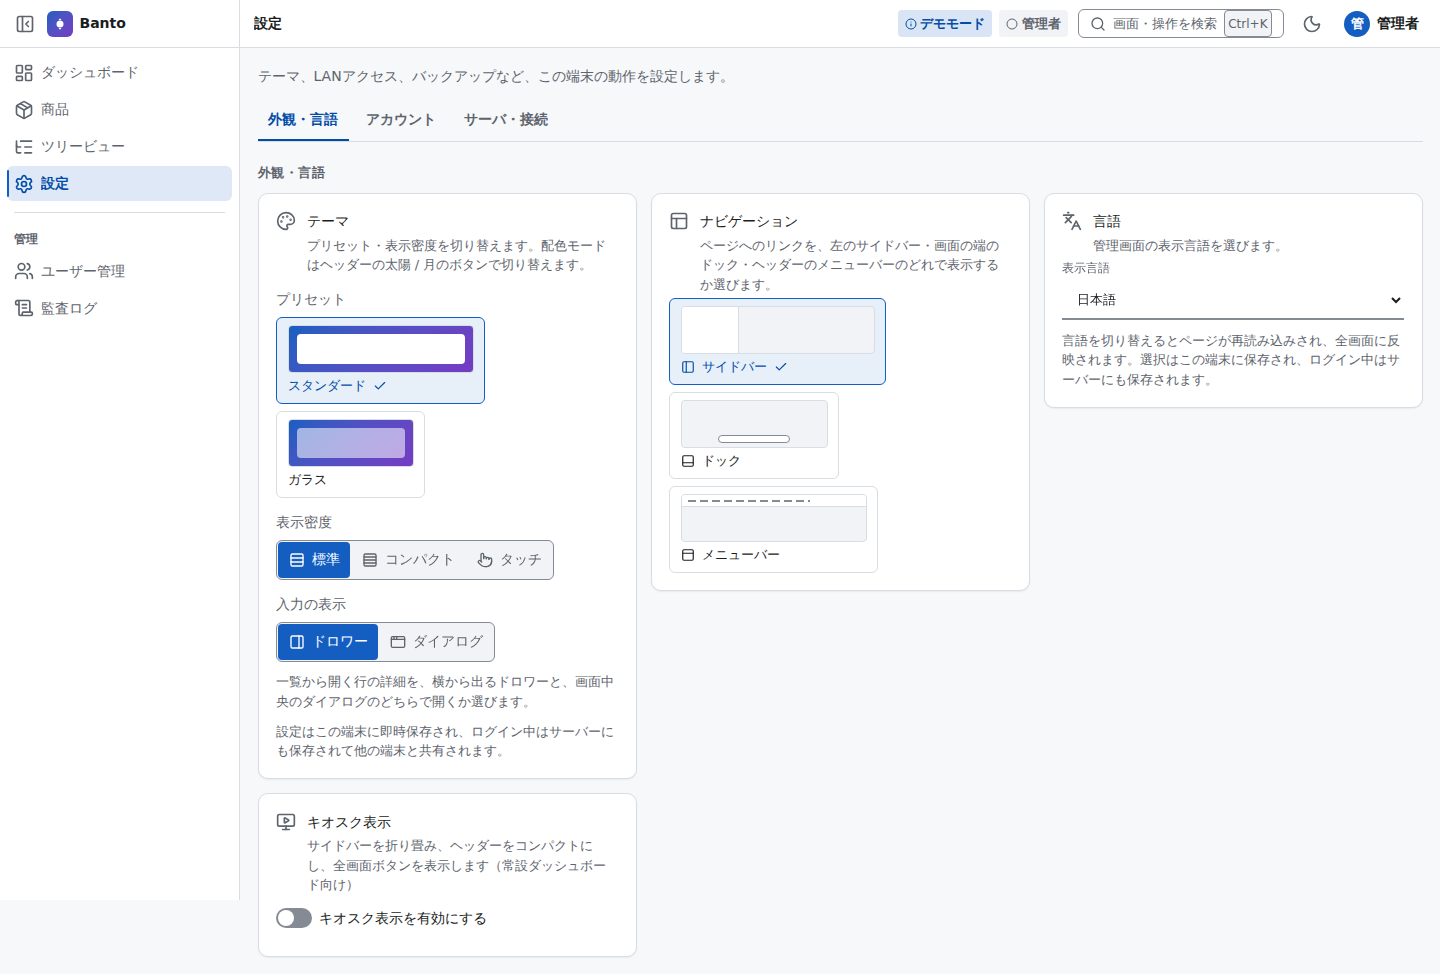 Banto
設定
デモモード
管理者
画面・操作を検索
Ctrl+K
管
管理者
ダッシュボード
商品
ツリービュー
設定
管理
ユーザー管理
監査ログ
テーマ、LANアクセス、バックアップなど、この端末の動作を設定します。
外観・言語
アカウント
サーバ・接続
外観・言語
テーマ
プリセット・表示密度を切り替えます。配色モード
はヘッダーの太陽 / 月のボタンで切り替えます。
プリセット
スタンダード
ガラス
表示密度
標準
コンパクト
タッチ
入力の表示
ドロワー
ダイアログ
一覧から開く行の詳細を、横から出るドロワーと、画面中
央のダイアログのどちらで開くか選びます。
設定はこの端末に即時保存され、ログイン中はサーバーに
も保存されて他の端末と共有されます。
ナビゲーション
ページへのリンクを、左のサイドバー・画面の端の
ドック・ヘッダーのメニューバーのどれで表示する
か選びます。
サイドバー
ドック
メニューバー
言語
管理画面の表示言語を選びます。
表示言語
日本語
言語を切り替えるとページが再読み込みされ、全画面に反
映されます。選択はこの端末に保存され、ログイン中はサ
ーバーにも保存されます。
キオスク表示
サイドバーを折り畳み、ヘッダーをコンパクトに
し、全画面ボタンを表示します（常設ダッシュボー
ド向け）
キオスク表示を有効にする